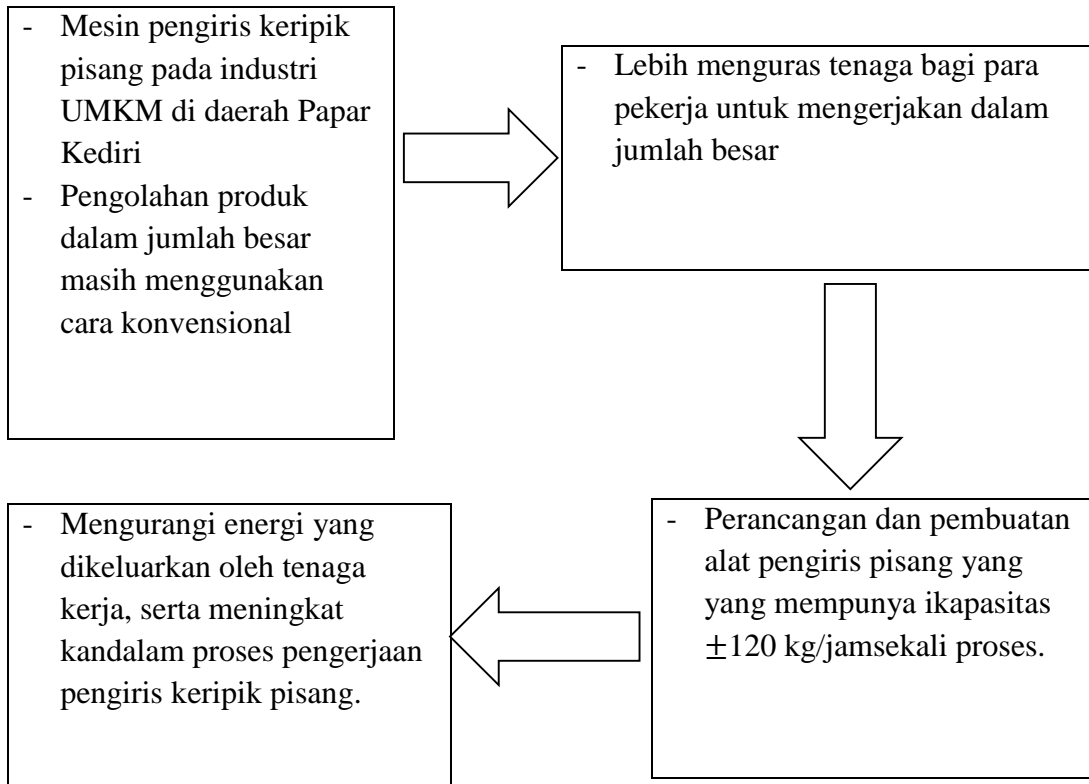 - Mesin pengiris keripik
pisang pada industri
UMKM di daerah Papar
Kediri
- Pengolahan produk
dalam jumlah besar
masih menggunakan
cara konvensional
- Lebih menguras tenaga bagi para
pekerja untuk mengerjakan dalam
jumlah besar
- Perancangan dan pembuatan
alat pengiris pisang yang
yang mempunya ikapasitas
±120 kg/jamsekali proses.
- Mengurangi energi yang
dikeluarkan oleh tenaga
kerja, serta meningkat
kandalam proses pengerjaan
pengiris keripik pisang.